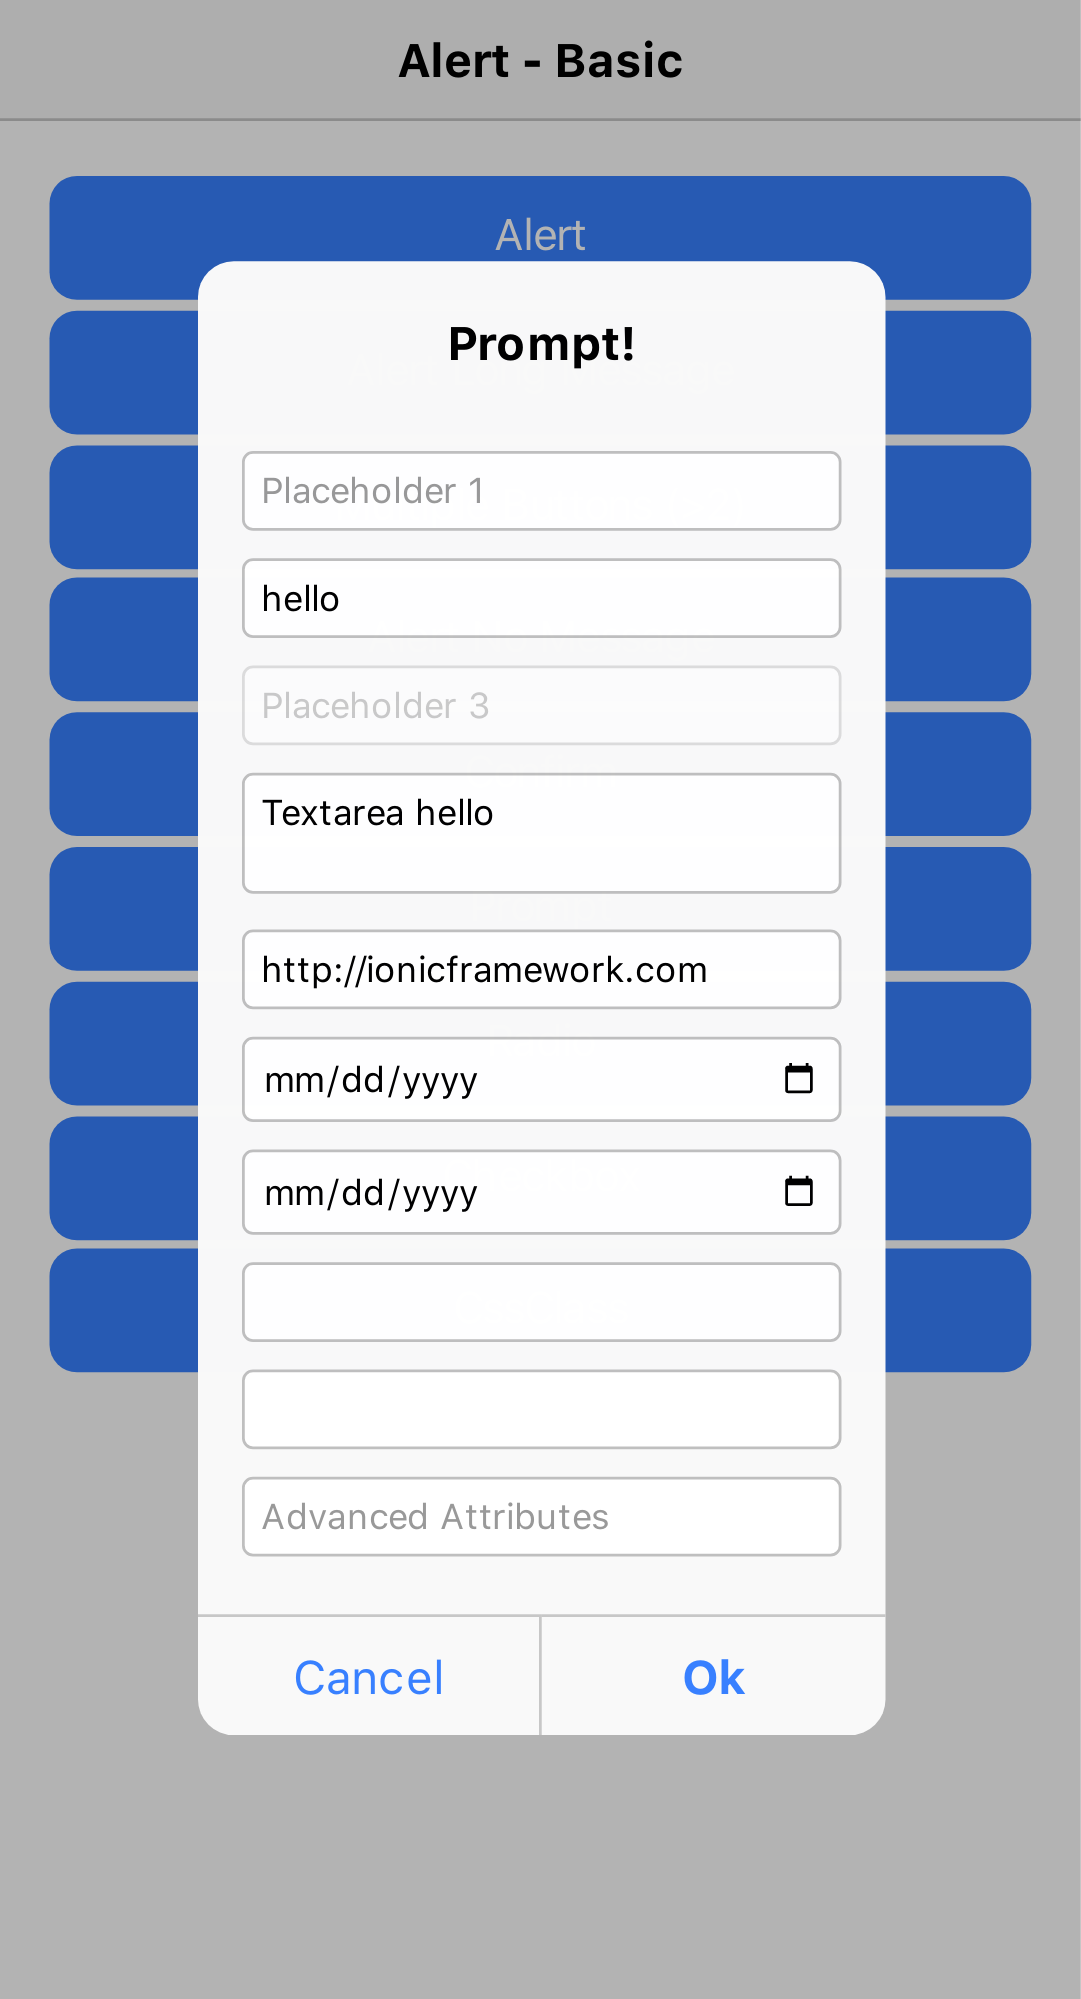 Alert - Basic
Alert
Prompt!
Placeholder 1
hello
Placeholder 3
Textarea hello
http://ionicframework.com
mm/dd/yyyy
mm/dd/yyyy
Advanced Attributes
Cancel
Ok